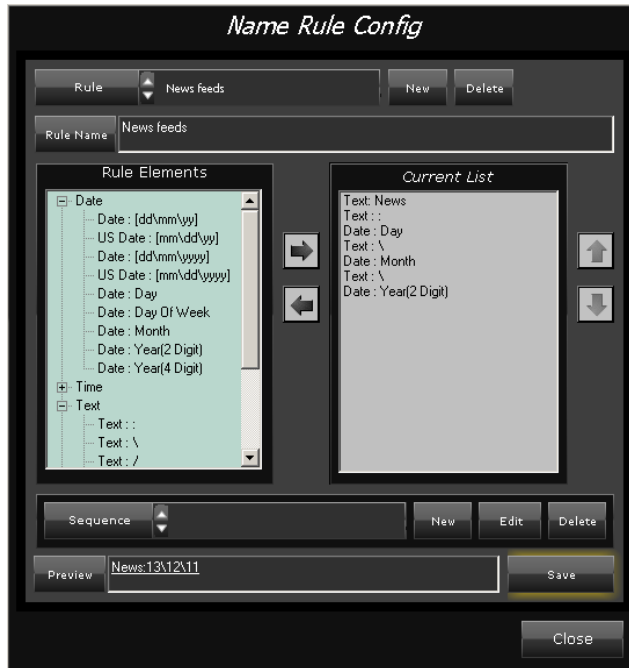 Name Rule Config
Rule
News feeds
New
Delete
Rule Name
News feeds
Rule Elements
Date
Date : [dd\mm\yy]
US Date : [mm\dd\yy]
Date : [dd\mm\yyyy]
US Date : [mm\dd\yyyy]
Date : Day
Date : Day Of Week
Date : Month
Date : Year(2 Digit)
Date : Year(4 Digit)
Time
Text
Text : :
Text : \
Text : /
Current List
Text: News
Text : :
Date : Day
Text : \
Date : Month
Text : \
Date : Year(2 Digit)
Sequence
New
Edit
Delete
Preview
News:13\12\11
Save
Close